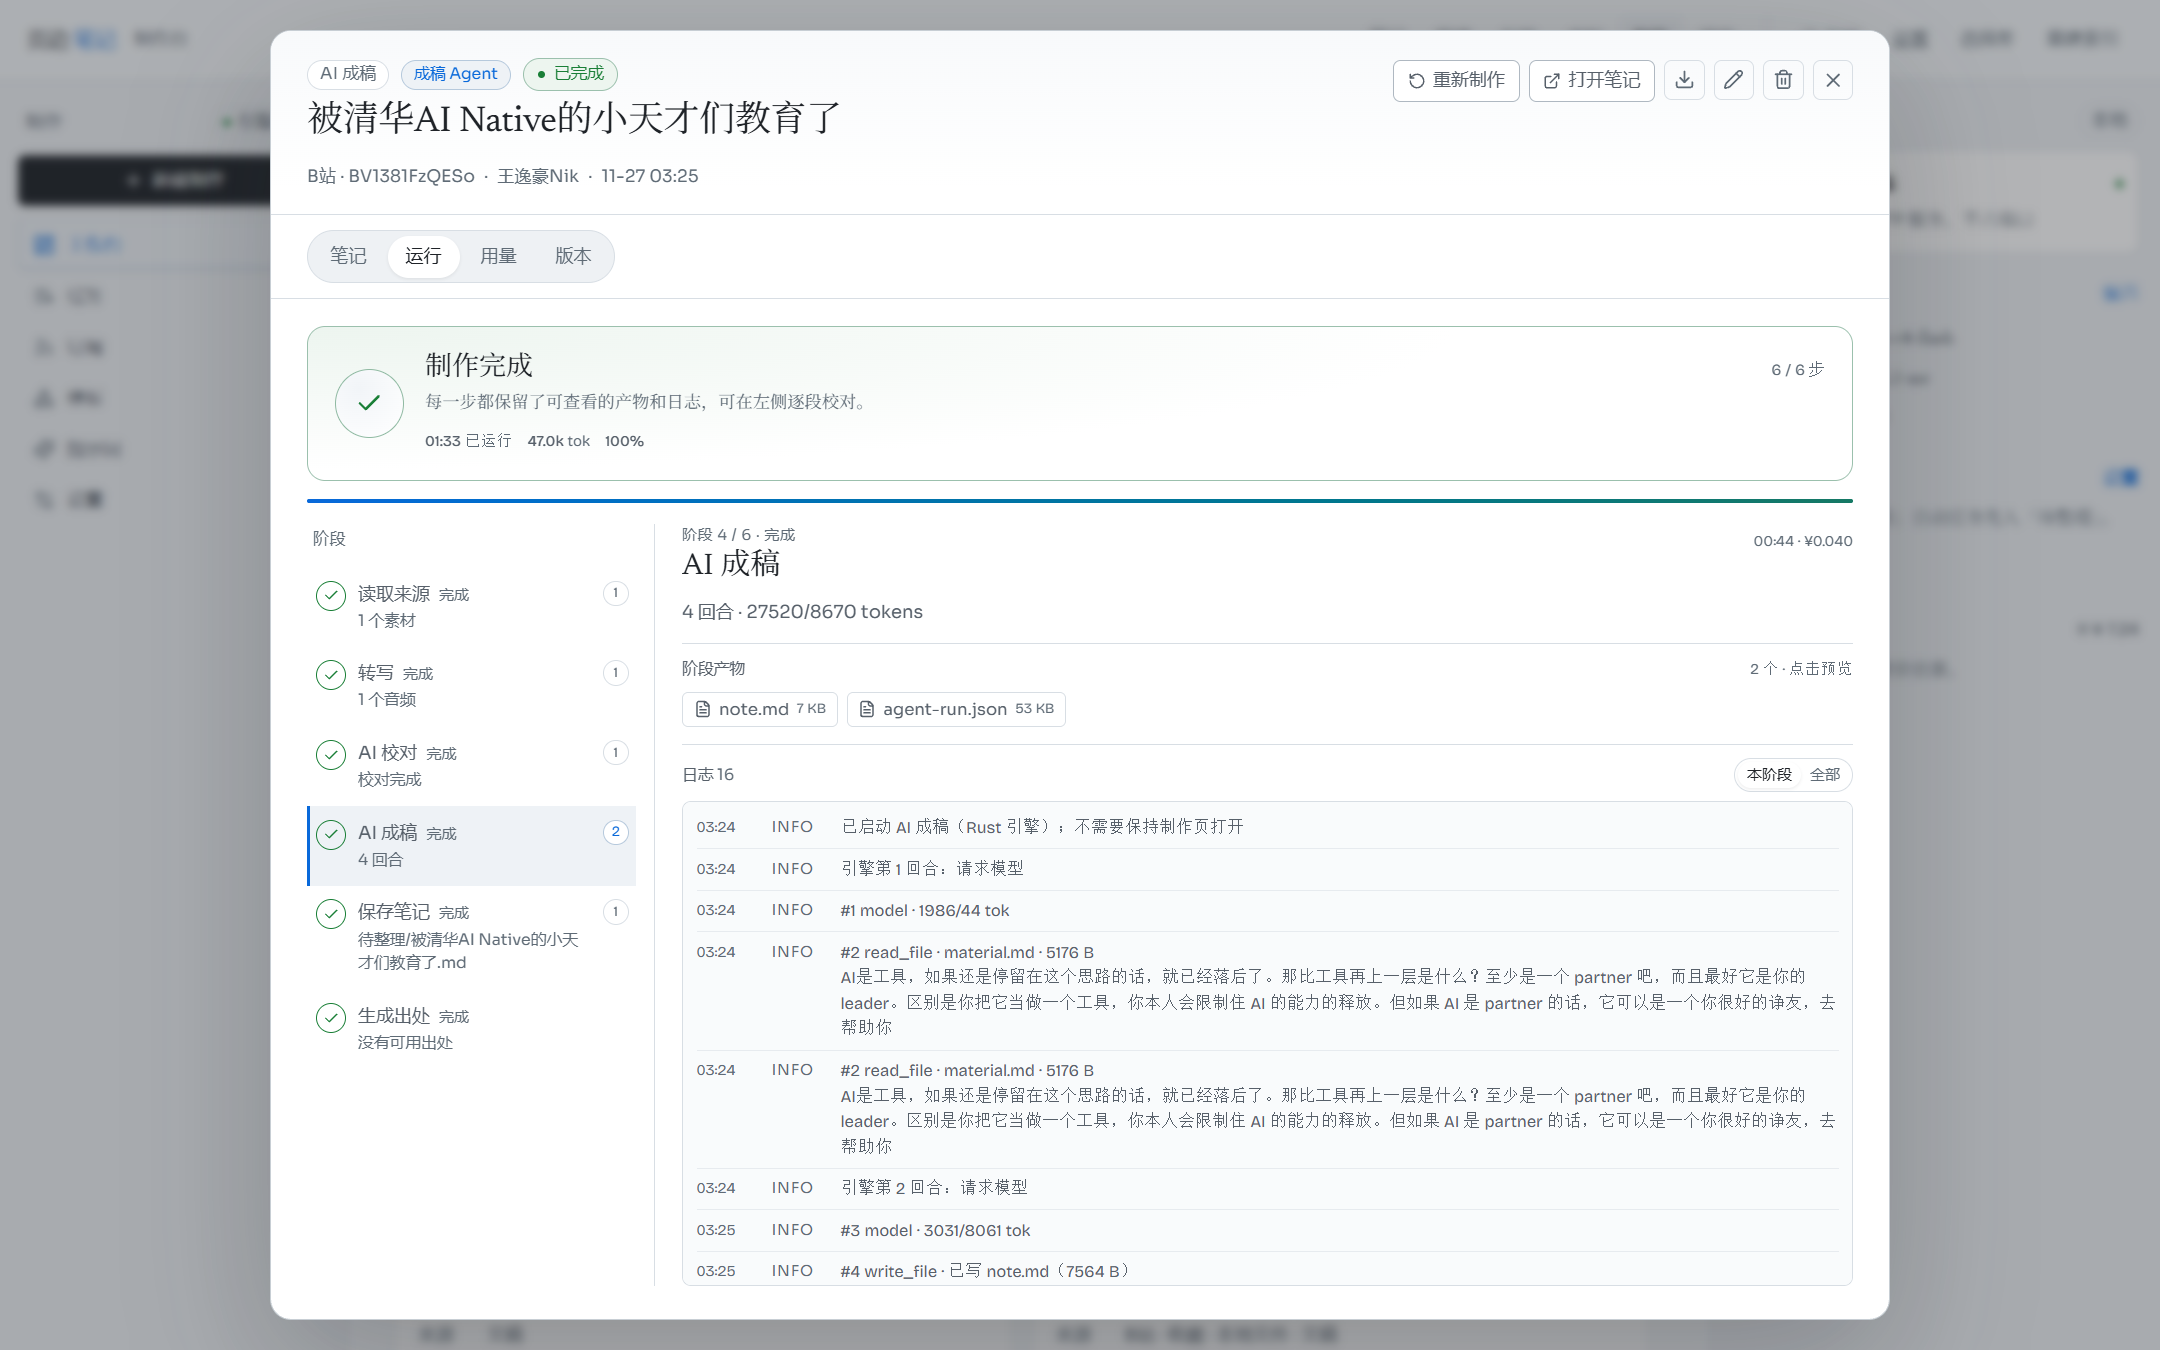 AI 成稿
成稿 Agent
已完成
重新制作
打开笔记
被清华AI Native的小天才们教育了
B站 · BV1381FzQESo · 王逸豪Nik · 11-27 03:25
笔记
运行
用量
版本
制作完成
6 / 6 步
每一步都保留了可查看的产物和日志，可在左侧逐段校对。
01:33 已运行 47.0k tok 100%
阶段
读取来源 完成 1
1 个素材
转写 完成 1
1 个音频
AI 校对 完成 1
校对完成
AI 成稿 完成 2
4 回合
保存笔记 完成 1
待整理/被清华AI Native的小天
才们教育了.md
生成出处 完成
没有可用出处
阶段 4 / 6 · 完成
AI 成稿
00:44 · ¥0.040
4 回合 · 27520/8670 tokens
阶段产物
2 个 · 点击预览
note.md 7 KB
agent-run.json 53 KB
日志 16
本阶段 全部
03:24 INFO 已启动 AI 成稿（Rust 引擎）；不需要保持制作页打开
03:24 INFO 引擎第 1 回合：请求模型
03:24 INFO #1 model · 1986/44 tok
03:24 INFO #2 read_file · material.md · 5176 B
AI是工具，如果还是停留在这个思路的话，就已经落后了。那比工具再上一层是什么？至少是一个 partner 吧，而且最好它是你的
leader。区别是你把它当做一个工具，你本人会限制住 AI 的能力的释放。但如果 AI 是 partner 的话，它可以是一个你很好的诤友，去
帮助你
03:24 INFO #2 read_file · material.md · 5176 B
AI是工具，如果还是停留在这个思路的话，就已经落后了。那比工具再上一层是什么？至少是一个 partner 吧，而且最好它是你的
leader。区别是你把它当做一个工具，你本人会限制住 AI 的能力的释放。但如果 AI 是 partner 的话，它可以是一个你很好的诤友，去
帮助你
03:24 INFO 引擎第 2 回合：请求模型
03:25 INFO #3 model · 3031/8061 tok
03:25 INFO #4 write_file · 已写 note.md（7564 B）